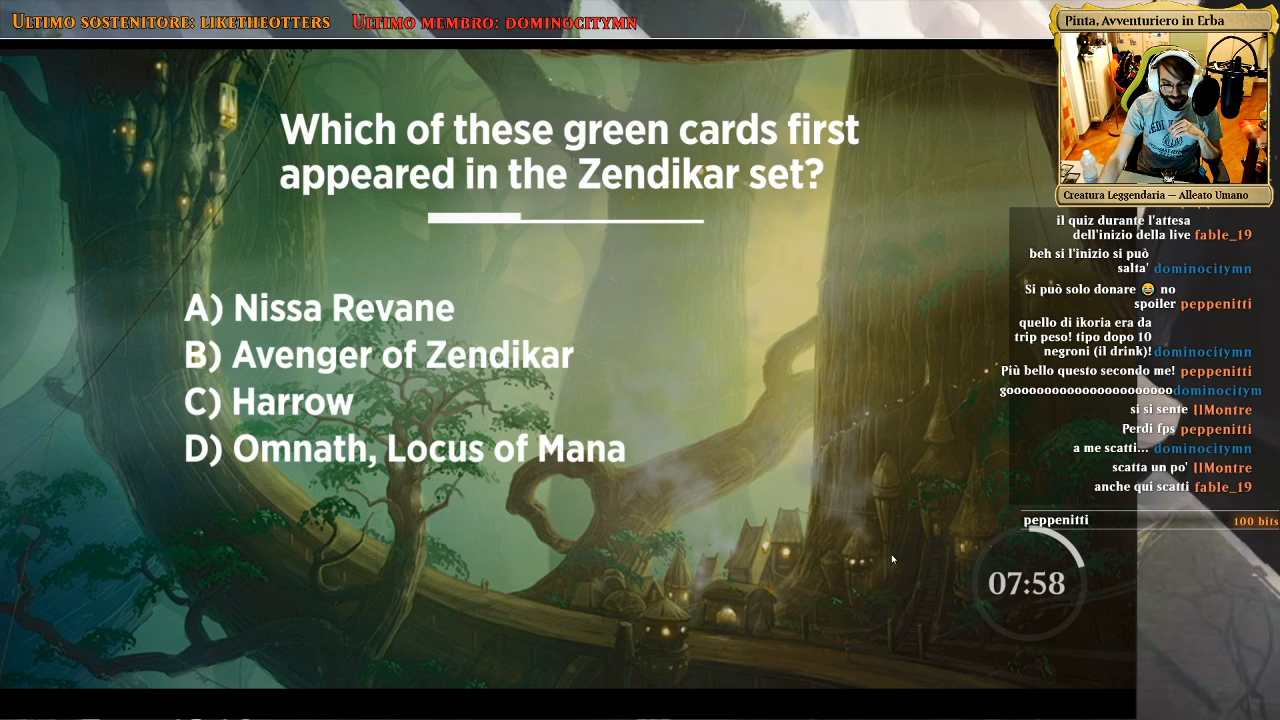 Ultimo sostenitore: liketheotters Ultimo membro: dominocitymn
Pinta, Avventuriero in Erba
Which of these green cards first
appeared in the Zendikar set?
A) Nissa Revane
B) Avenger of Zendikar
C) Harrow
D) Omnath, Locus of Mana
Creatura Leggendaria — Alleato Umano
il quiz durante l'attesa
dell'inizio della live fable_19
beh si l'inizio si può
salta' dominocitymn
Si può solo donare 😂 no
spoiler peppenitti
quello di ikoria era da
trip peso! tipo dopo 10
negroni (il drink)! dominocitymn
Più bello questo secondo me! peppenitti
goooooooooooooooooooooo dominocitym
si si sente IlMontre
Perdi fps peppenitti
a me scatti... dominocitymn
scatta un po' IlMontre
anche qui scatti fable_19
peppenitti 100 bits
07:58